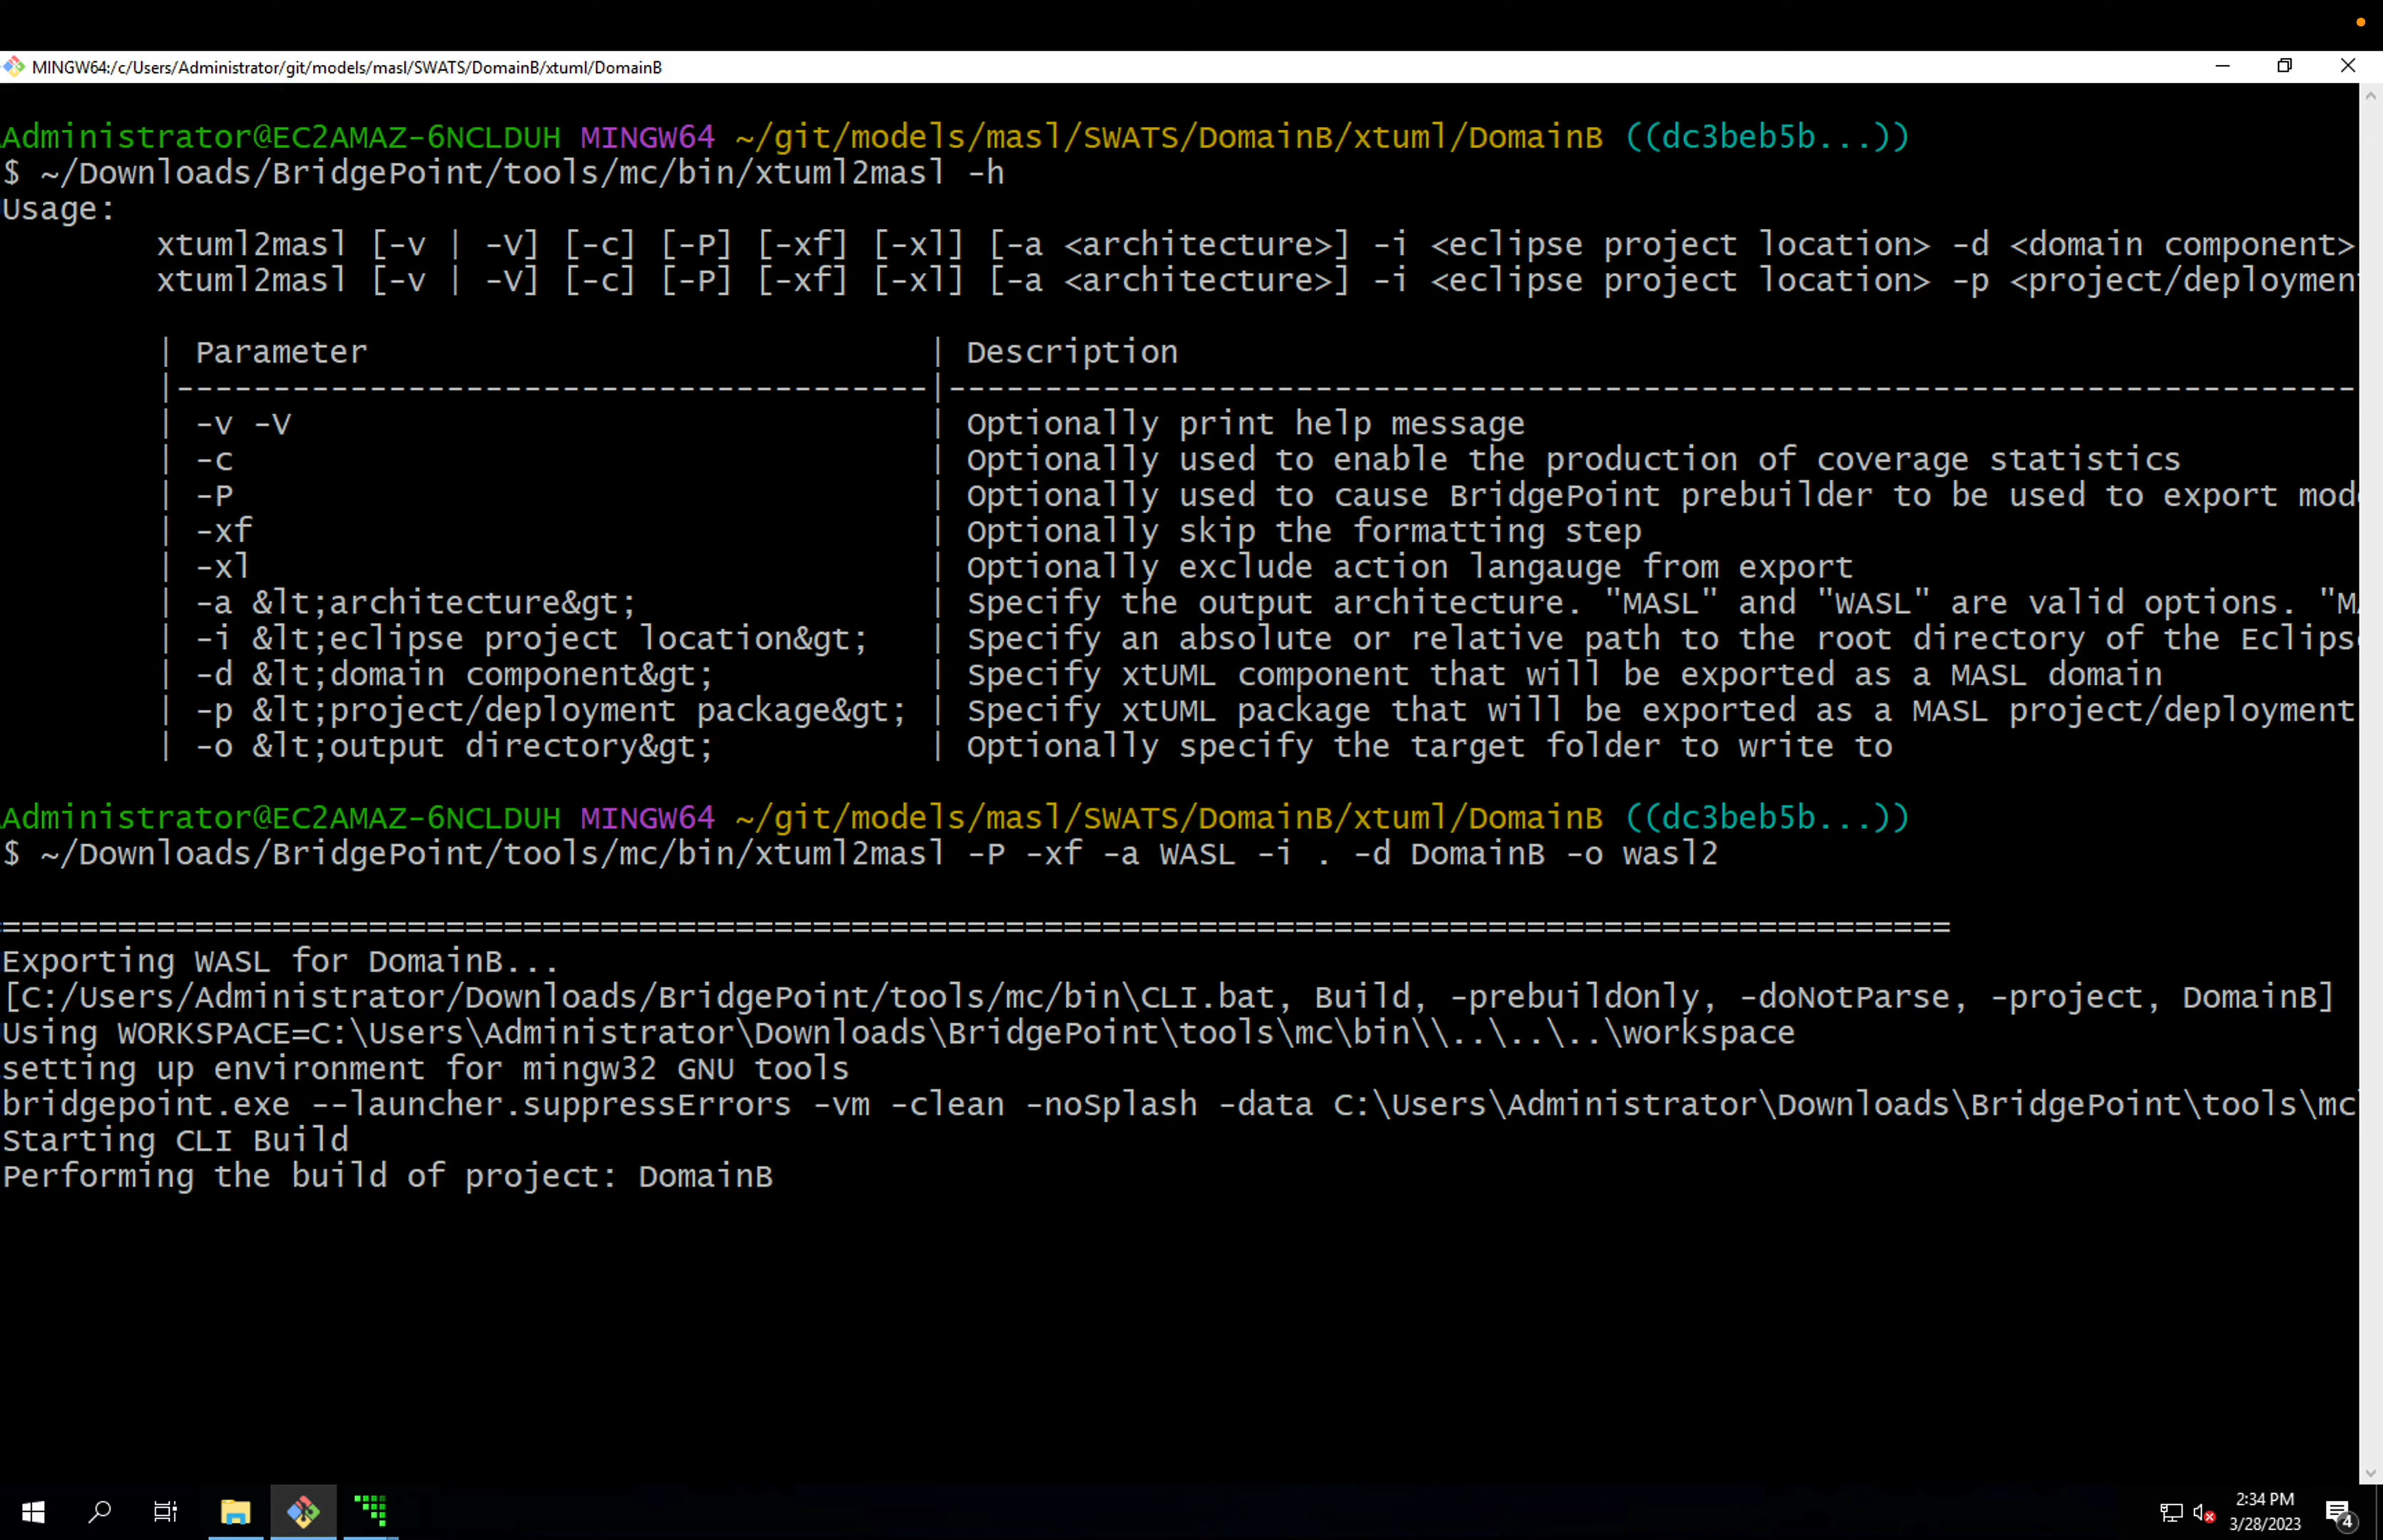 MINGW64:/c/Users/Administrator/git/models/masl/SWATS/DomainB/xtuml/DomainB
Administrator@EC2AMAZ-6NCLDUH MINGW64 ~/git/models/masl/SWATS/DomainB/xtuml/DomainB ((dc3beb5b...))
$ ~/Downloads/BridgePoint/tools/mc/bin/xtuml2masl -h
Usage:
xtuml2masl [-v | -V] [-c] [-P] [-xf] [-xl] [-a <architecture>] -i <eclipse project location> -d <domain component>
xtuml2masl [-v | -V] [-c] [-P] [-xf] [-xl] [-a <architecture>] -i <eclipse project location> -p <project/deploymen
| Parameter | Description
|---------------------------------------|-------------------------------------------------------------------------
| -v -V | Optionally print help message
| -c | Optionally used to enable the production of coverage statistics
| -P | Optionally used to cause BridgePoint prebuilder to be used to export mod
| -xf | Optionally skip the formatting step
| -xl | Optionally exclude action langauge from export
| -a &lt;architecture&gt; | Specify the output architecture. "MASL" and "WASL" are valid options. "M
| -i &lt;eclipse project location&gt; | Specify an absolute or relative path to the root directory of the Eclips
| -d &lt;domain component&gt; | Specify xtUML component that will be exported as a MASL domain
| -p &lt;project/deployment package&gt; | Specify xtUML package that will be exported as a MASL project/deployment
| -o &lt;output directory&gt; | Optionally specify the target folder to write to
Administrator@EC2AMAZ-6NCLDUH MINGW64 ~/git/models/masl/SWATS/DomainB/xtuml/DomainB ((dc3beb5b...))
$ ~/Downloads/BridgePoint/tools/mc/bin/xtuml2masl -P -xf -a WASL -i . -d DomainB -o wasl2
=====================================================================================================
Exporting WASL for DomainB...
[C:/Users/Administrator/Downloads/BridgePoint/tools/mc/bin\CLI.bat, Build, -prebuildOnly, -doNotParse, -project, DomainB]
Using WORKSPACE=C:\Users\Administrator\Downloads\BridgePoint\tools\mc\bin\\..\..\..\workspace
setting up environment for mingw32 GNU tools
bridgepoint.exe --launcher.suppressErrors -vm -clean -noSplash -data C:\Users\Administrator\Downloads\BridgePoint\tools\mc\
Starting CLI Build
Performing the build of project: DomainB
2:34 PM
3/28/2023
4